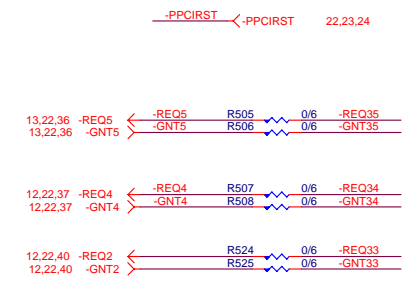 -PPCIRST -PPCIRST 22,23,24
13,22,36 -REQ5 -REQ5 R505 0/6 -REQ35
13,22,36 -GNT5 -GNT5 R506 0/6 -GNT35
12,22,37 -REQ4 -REQ4 R507 0/6 -REQ34
12,22,37 -GNT4 -GNT4 R508 0/6 -GNT34
12,22,40 -REQ2 R524 0/6 -REQ33
12,22,40 -GNT2 R525 0/6 -GNT33